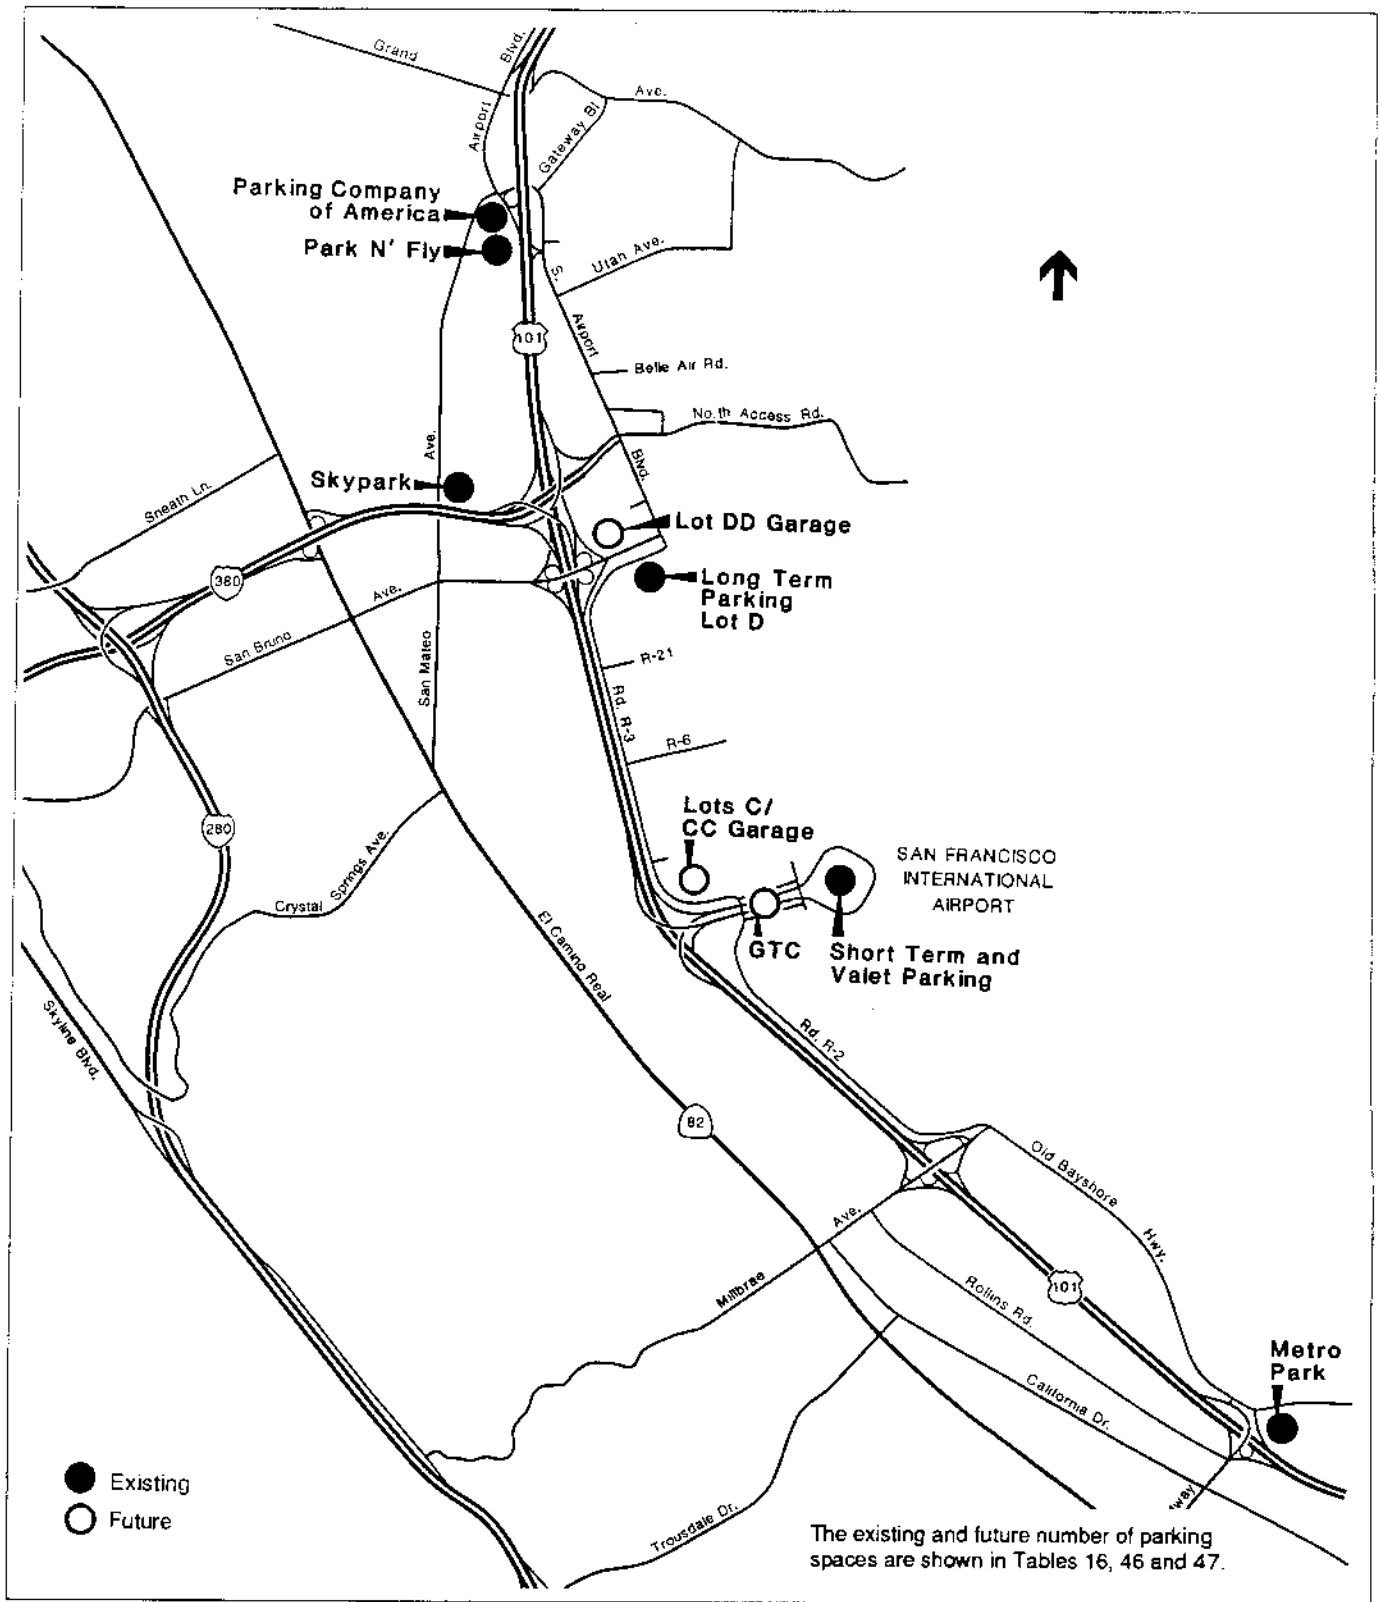 Grand
Blvd.
Airport
Ave.
Gateway Bl
Parking Company
of America
Park N' Fly
Utah Ave.
S.
Airport
101
Belle Air Rd.
North Access Rd.
Ave.
Blvd.
Skypark
Sneath Ln.
Lot DD Garage
380
Ave.
Long Term
Parking
Lot D
San Bruno
San Mateo
R-21
Rd. R-3
R-6
Lots C/
CC Garage
280
SAN FRANCISCO
INTERNATIONAL
AIRPORT
Crystal Springs Ave.
El Camino Real
GTC
Short Term and
Valet Parking
Skyline Blvd.
Rd. R-2
82
Old Bayshore
Hwy.
Ave.
Millbrae
Rollins Rd.
101
Metro
Park
California Dr.
way
Trousdale Dr.
Existing
Future
The existing and future number of parking
spaces are shown in Tables 16, 46 and 47.